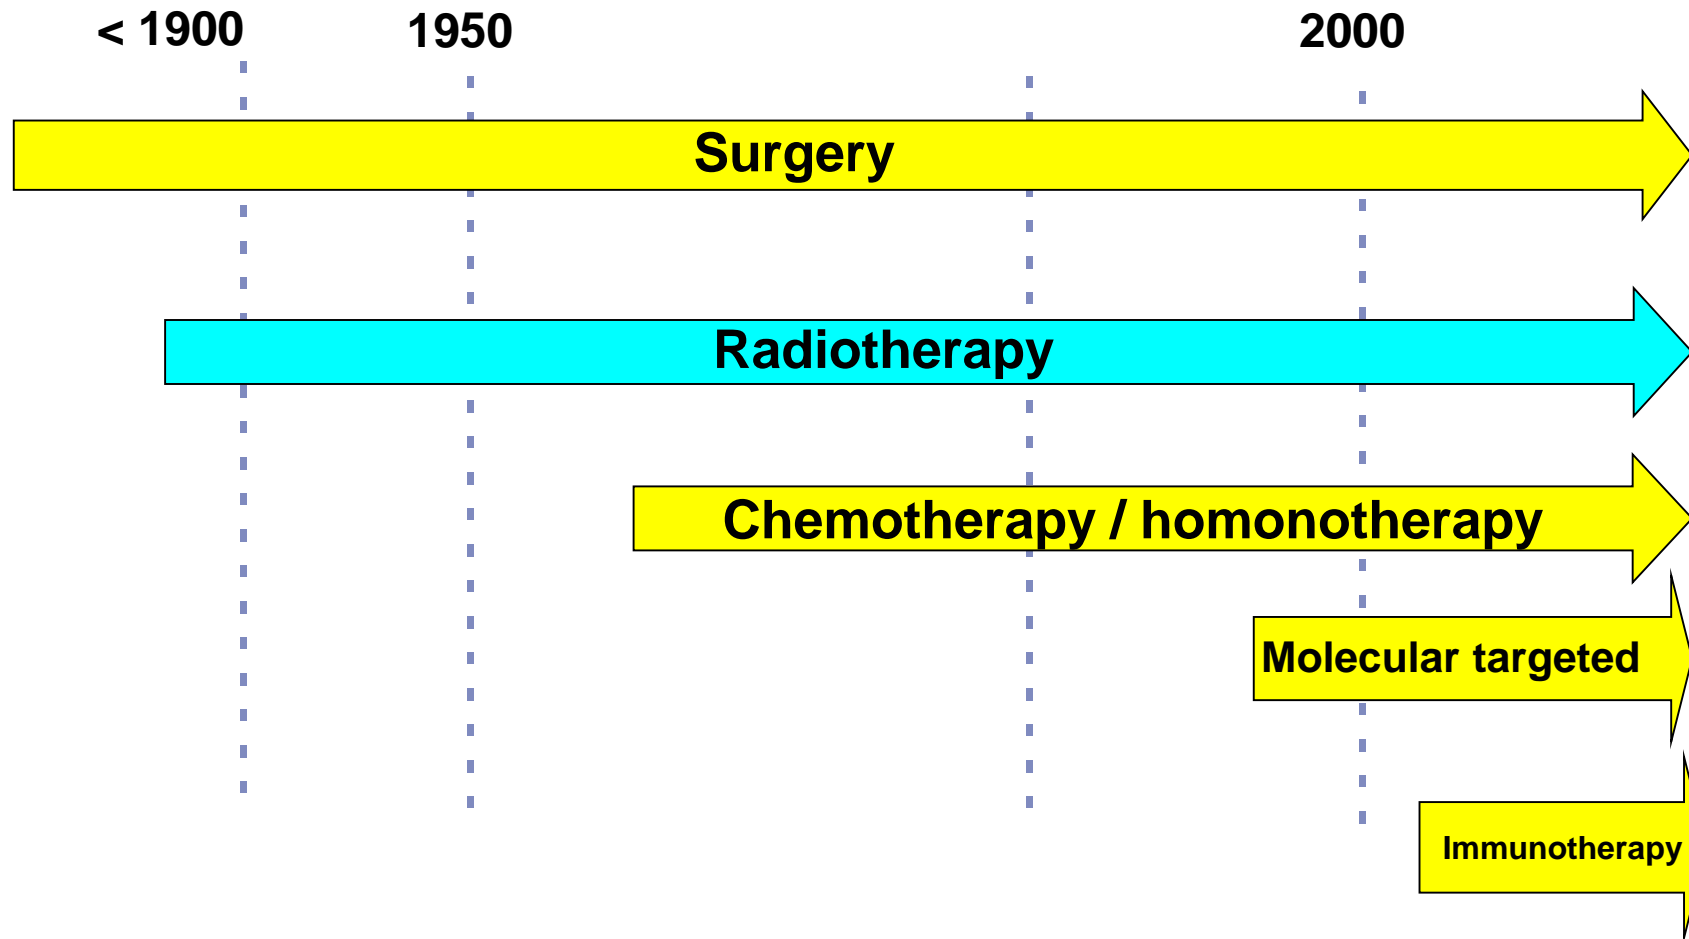 < 1900 1950 2000
Surgery
Radiotherapy
Chemotherapy / homonotherapy
Molecular targeted
Immunotherapy